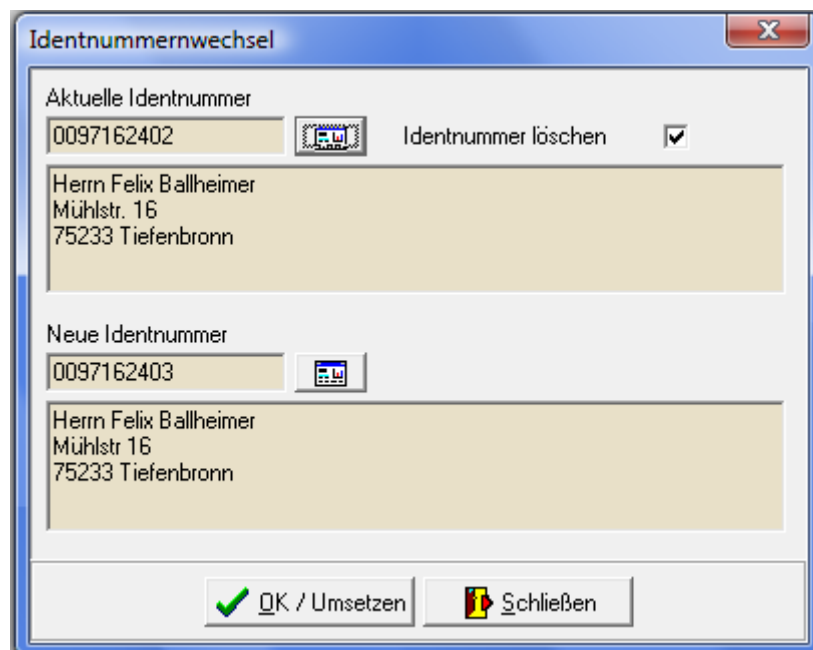 Identnummernwechsel
Aktuelle Identnummer
0097162402
Identnummer löschen
Herrn Felix Ballheimer
Mühlstr. 16
75233 Tiefenbronn
Neue Identnummer
0097162403
Herrn Felix Ballheimer
Mühlstr 16
75233 Tiefenbronn
OK / Umsetzen
Schließen